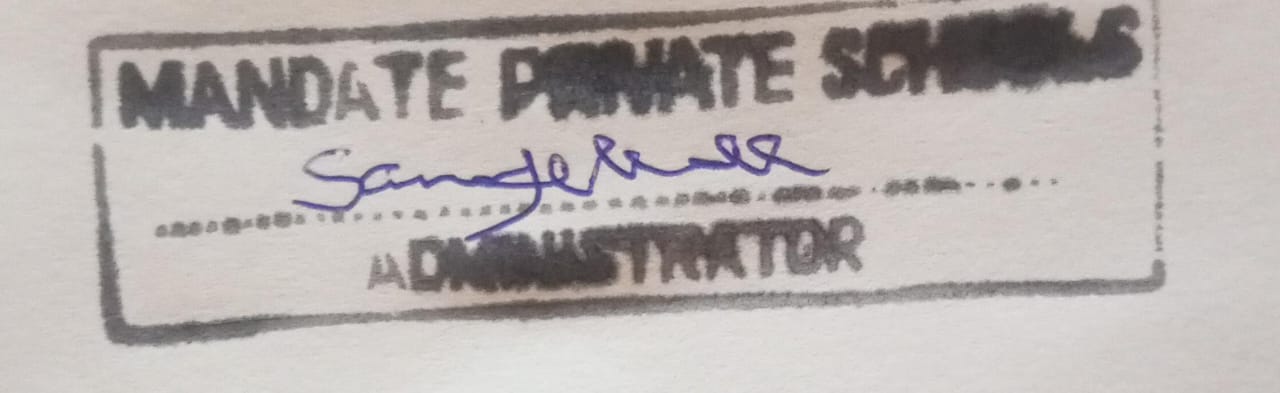 MANDATE PRIVATE SCHOOLS
ADMINISTRATOR